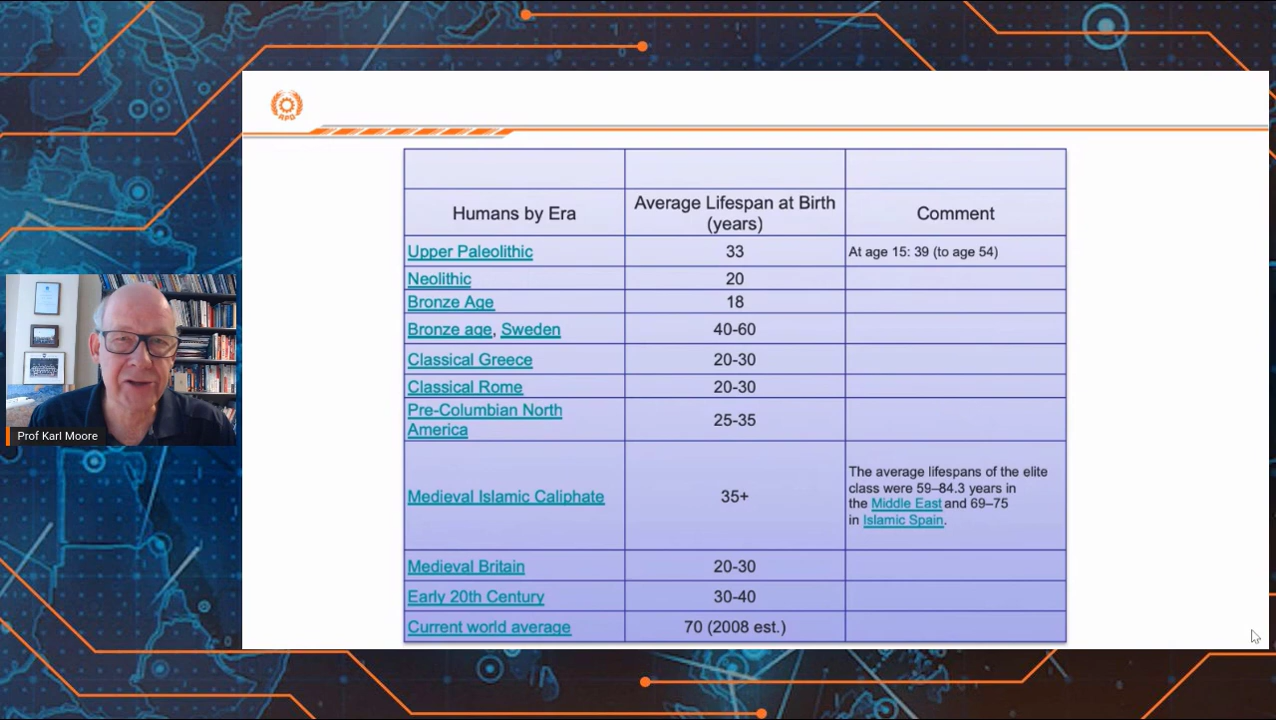 APO
Humans by Era
Average Lifespan at Birth
(years)
Comment
Upper Paleolithic
33
At age 15: 39 (to age 54)
Neolithic
20
Bronze Age
18
Bronze age, Sweden
40-60
Classical Greece
20-30
Classical Rome
20-30
Pre-Columbian North
America
25-35
Medieval Islamic Caliphate
35+
The average lifespans of the elite
class were 59–84.3 years in
the Middle East and 69–75
in Islamic Spain.
Medieval Britain
20-30
Early 20th Century
30-40
Current world average
70 (2008 est.)
Prof Karl Moore